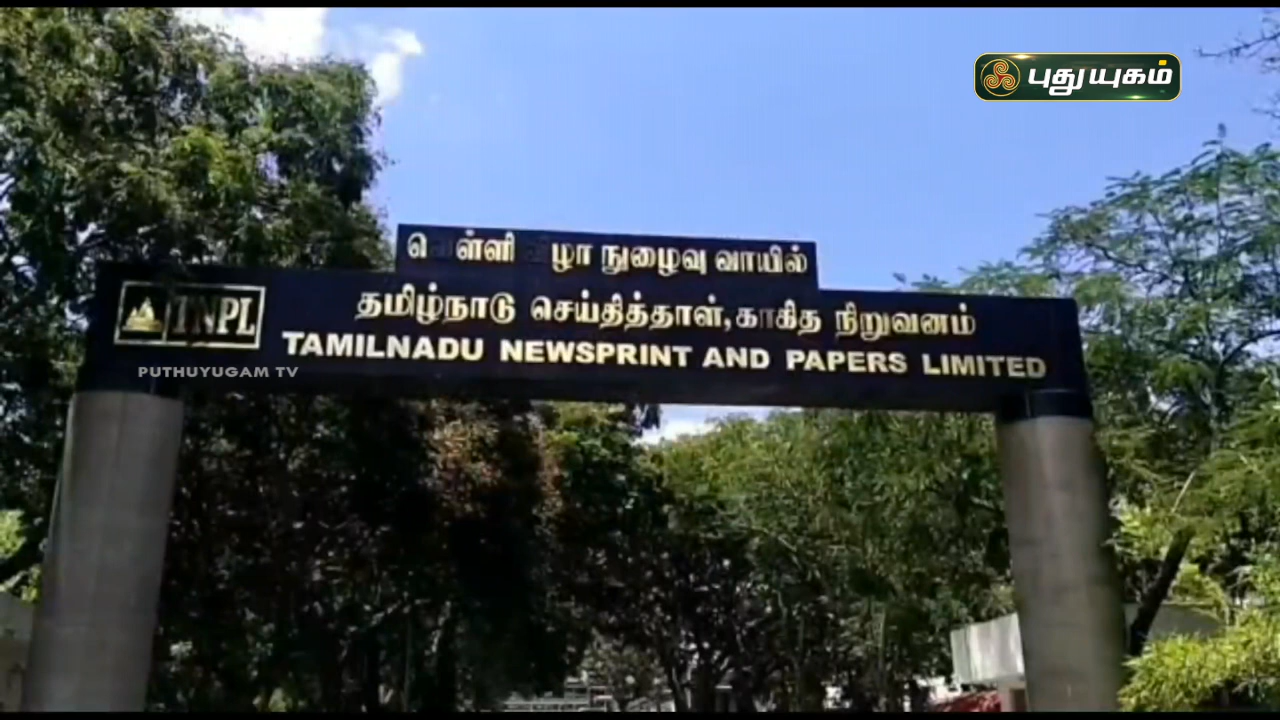 புதுயுகம்
வெள்ளி விழா நுழைவு வாயில்
TNPL
தமிழ்நாடு செய்தித்தாள், காகித நிறுவனம்
TAMILNADU NEWSPRINT AND PAPERS LIMITED
PUTHUYUGAM TV